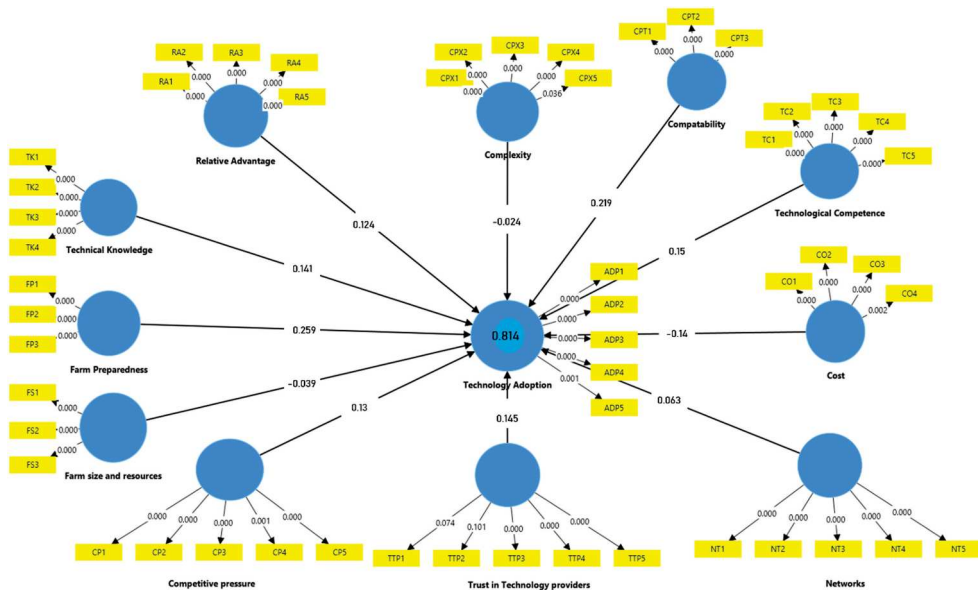 CPT2
CPT1
CPT3
0.000
0.000
0.000
Compatability
RA3
RA2
RA4
RA1
RA5
0.000
0.000
0.000
0.000
0.000
Relative Advantage
CPX3
CPX2
CPX4
CPX1
CPX5
0.000
0.000
0.000
0.000
0.036
Complexity
TC3
TC2
TC4
TC1
TC5
0.000
0.000
0.000
0.000
0.000
Technological Competence
TK1
TK2
TK3
TK4
0.000
0.000
0.000
0.000
Technical Knowledge
0.124
-0.024
0.219
0.15
0.141
FP1
FP2
FP3
0.000
0.000
0.000
Farm Preparedness
0.259
0.814
Technology Adoption
ADP1
ADP2
ADP3
ADP4
ADP5
0.000
0.000
0.000
0.000
0.001
CO2
CO3
CO1
CO4
0.000
0.000
0.000
0.002
-0.14
Cost
FS1
FS2
FS3
0.000
0.000
0.000
Farm size and resources
-0.039
0.13
0.145
0.063
0.000
0.000
0.000
0.001
0.000
CP1
CP2
CP3
CP4
CP5
Competitive pressure
0.074
0.101
0.000
0.000
0.000
TTP1
TTP2
TTP3
TTP4
TTP5
Trust in Technology providers
0.000
0.000
0.000
0.000
0.000
NT1
NT2
NT3
NT4
NT5
Networks